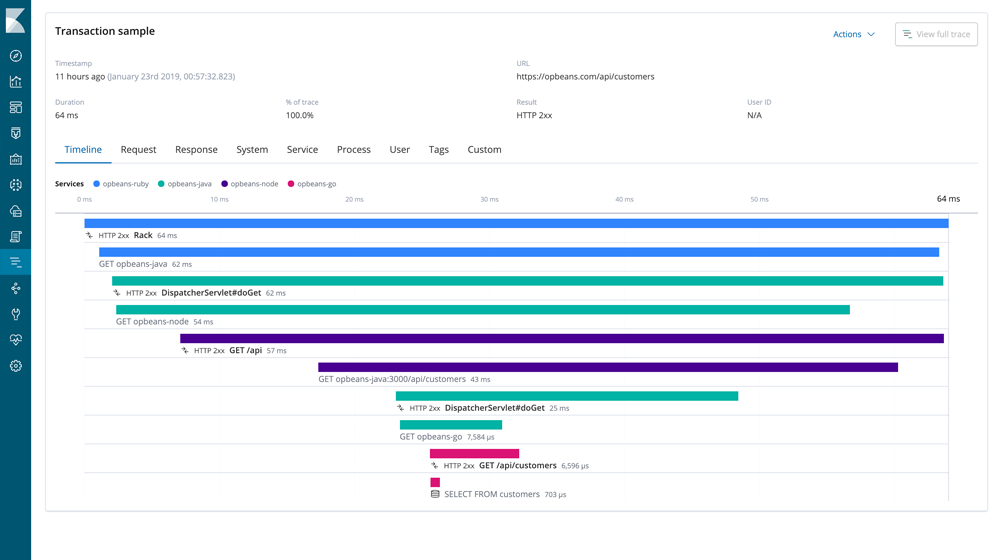 Transaction sample
Actions
View full trace
Timestamp
URL
11 hours ago (January 23rd 2019, 00:57:32.823)
https://opbeans.com/api/customers
Duration
% of trace
Result
User ID
64 ms
100.0%
HTTP 2xx
N/A
Timeline Request Response System Service Process User Tags Custom
Services opbeans-ruby opbeans-java opbeans-node opbeans-go
0 ms 10 ms 20 ms 30 ms 40 ms 50 ms 64 ms
HTTP 2xx Rack 64 ms
GET opbeans-java 62 ms
HTTP 2xx DispatcherServlet#doGet 62 ms
GET opbeans-node 54 ms
HTTP 2xx GET /api 57 ms
GET opbeans-java:3000/api/customers 43 ms
HTTP 2xx DispatcherServlet#doGet 25 ms
GET opbeans-go 7,584 μs
HTTP 2xx GET /api/customers 6,596 μs
SELECT FROM customers 703 μs